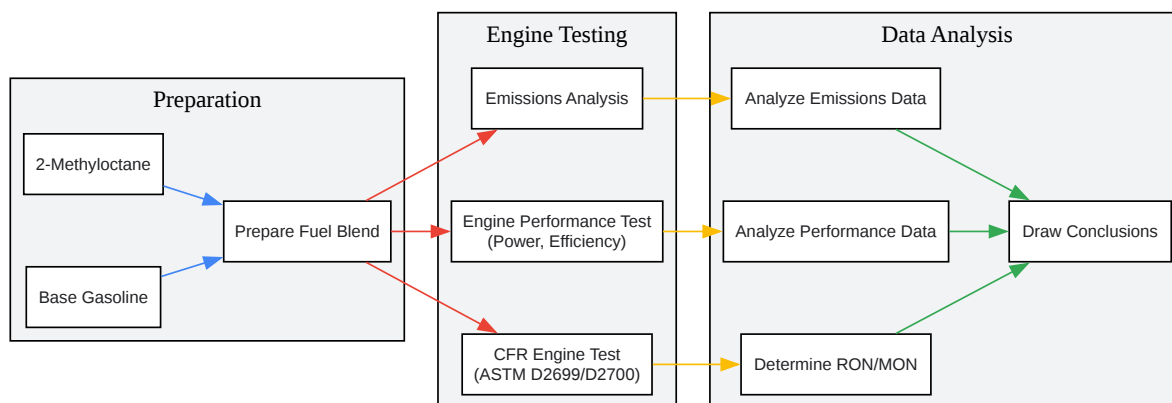 Preparation
2-Methyloctane
Base Gasoline
Prepare Fuel Blend
Engine Testing
Emissions Analysis
Engine Performance Test
(Power, Efficiency)
CFR Engine Test
(ASTM D2699/D2700)
Data Analysis
Analyze Emissions Data
Analyze Performance Data
Determine RON/MON
Draw Conclusions